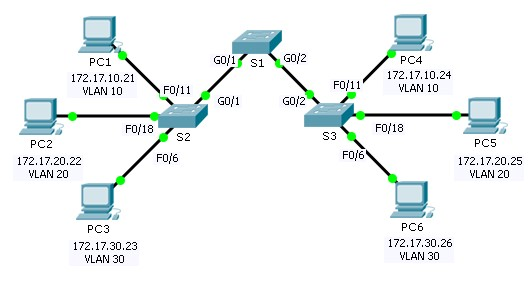 PC1
172.17.10.21
VLAN 10
F0/11
G0/1
S1
G0/2
PC4
172.17.10.24
VLAN 10
F0/11
PC2
172.17.20.22
VLAN 20
F0/18
G0/1
S2
F0/6
G0/2
S3
F0/18
F0/6
PC5
172.17.20.25
VLAN 20
PC3
172.17.30.23
VLAN 30
PC6
172.17.30.26
VLAN 30